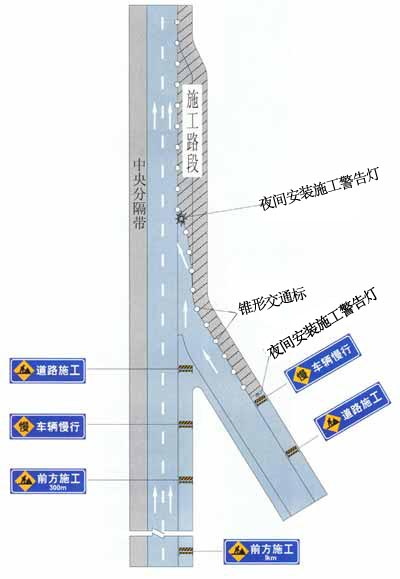 施工路段
中央分隔带
夜间安装施工警告灯
锥形交通标
夜间安装施工警告灯
慢 车辆慢行
道路施工
道路施工
慢 车辆慢行
前方施工
300m
前方施工
1km